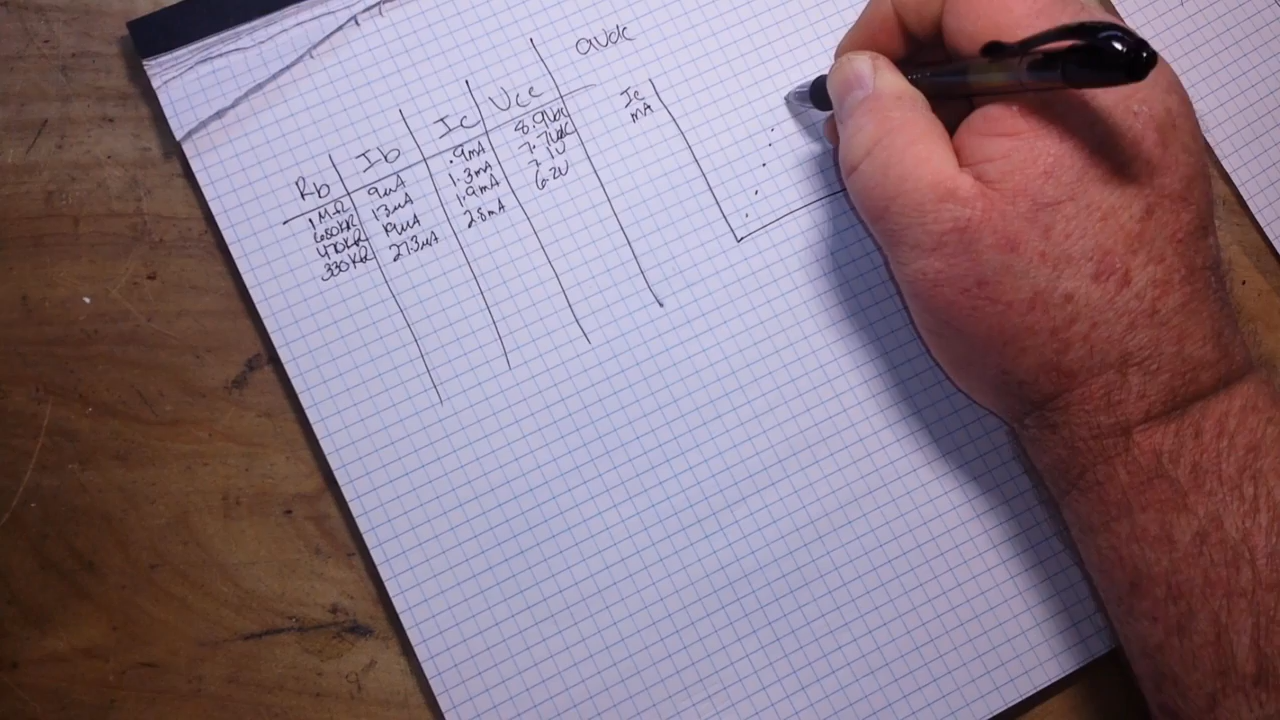 9VDC
Rb Ib Ic Vce
1MΩ 9uA .9mA 8.9VDC
680KΩ 13uA 1.3mA 7.7VDC
470KΩ 19uA 1.9mA 7.1V
330KΩ 27.3uA 2.8mA 6.2V
Ic
mA